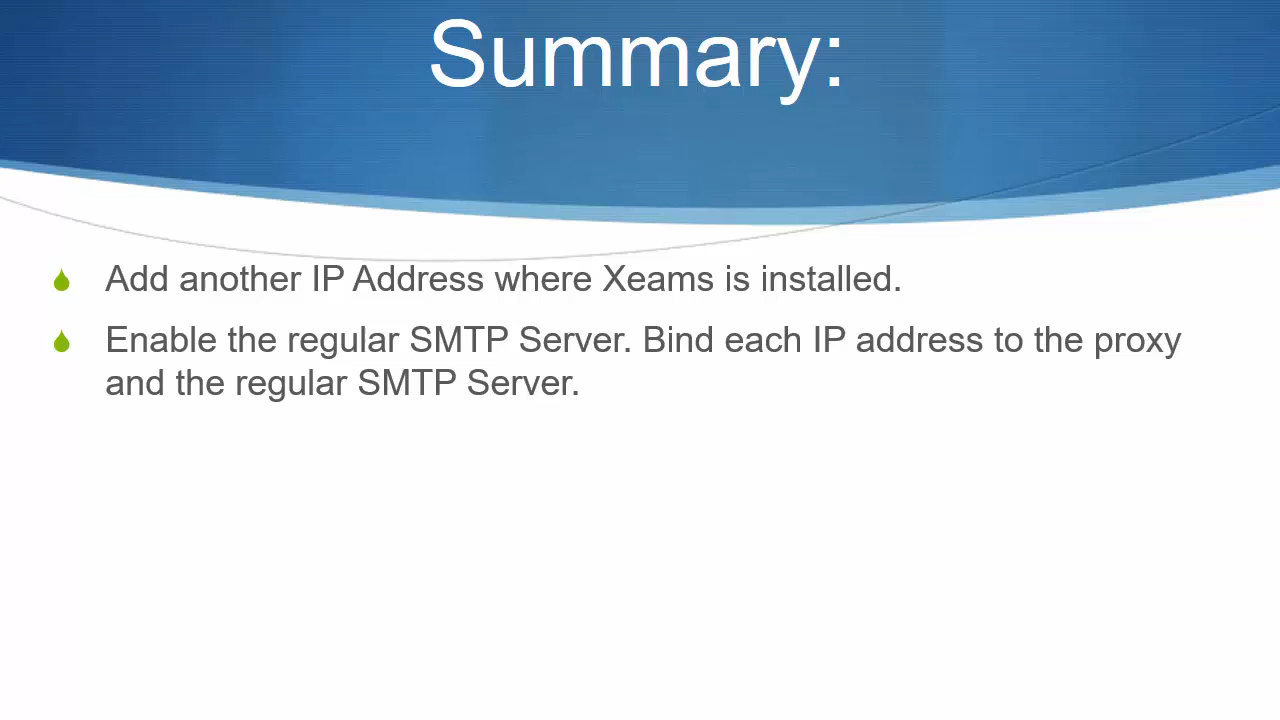 Summary:
Add another IP Address where Xeams is installed.
Enable the regular SMTP Server. Bind each IP address to the proxy
and the regular SMTP Server.